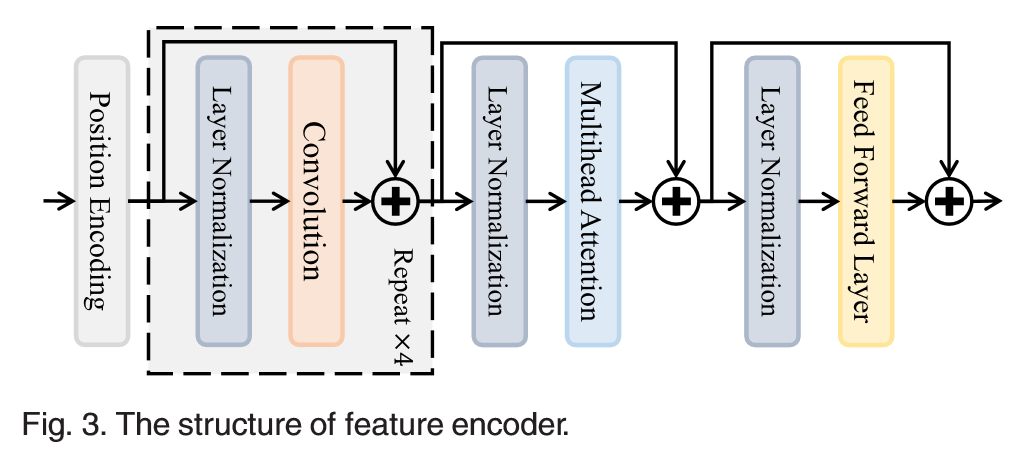 Position Encoding
Layer Normalization
Convolution
Repeat ×4
Layer Normalization
Multihead Attention
Layer Normalization
Feed Forward Layer
Fig. 3. The structure of feature encoder.